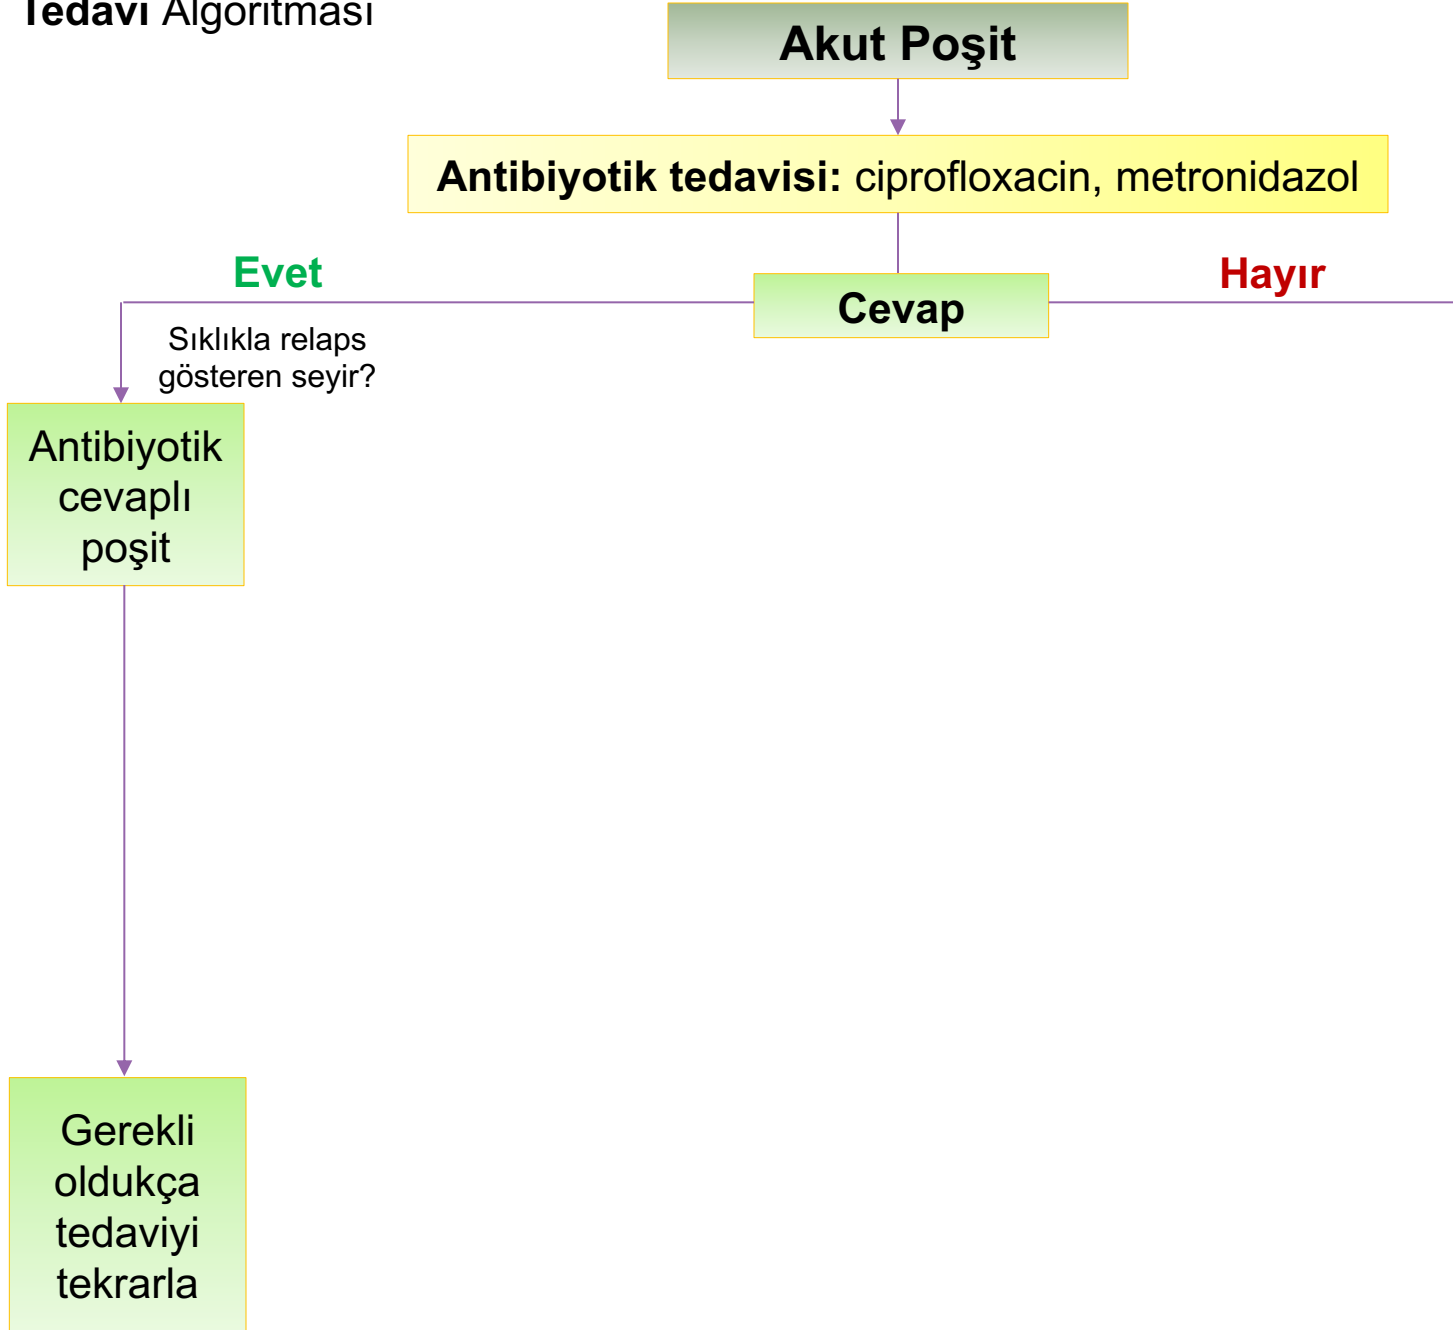 Tedavi Algoritması
Akut Poşit
Antibiyotik tedavisi: ciprofloxacin, metronidazol
Evet
Hayır
Cevap
Sıklıkla relaps
gösteren seyir?
Antibiyotik
cevaplı
poşit
Gerekli
oldukça
tedaviyi
tekrarla